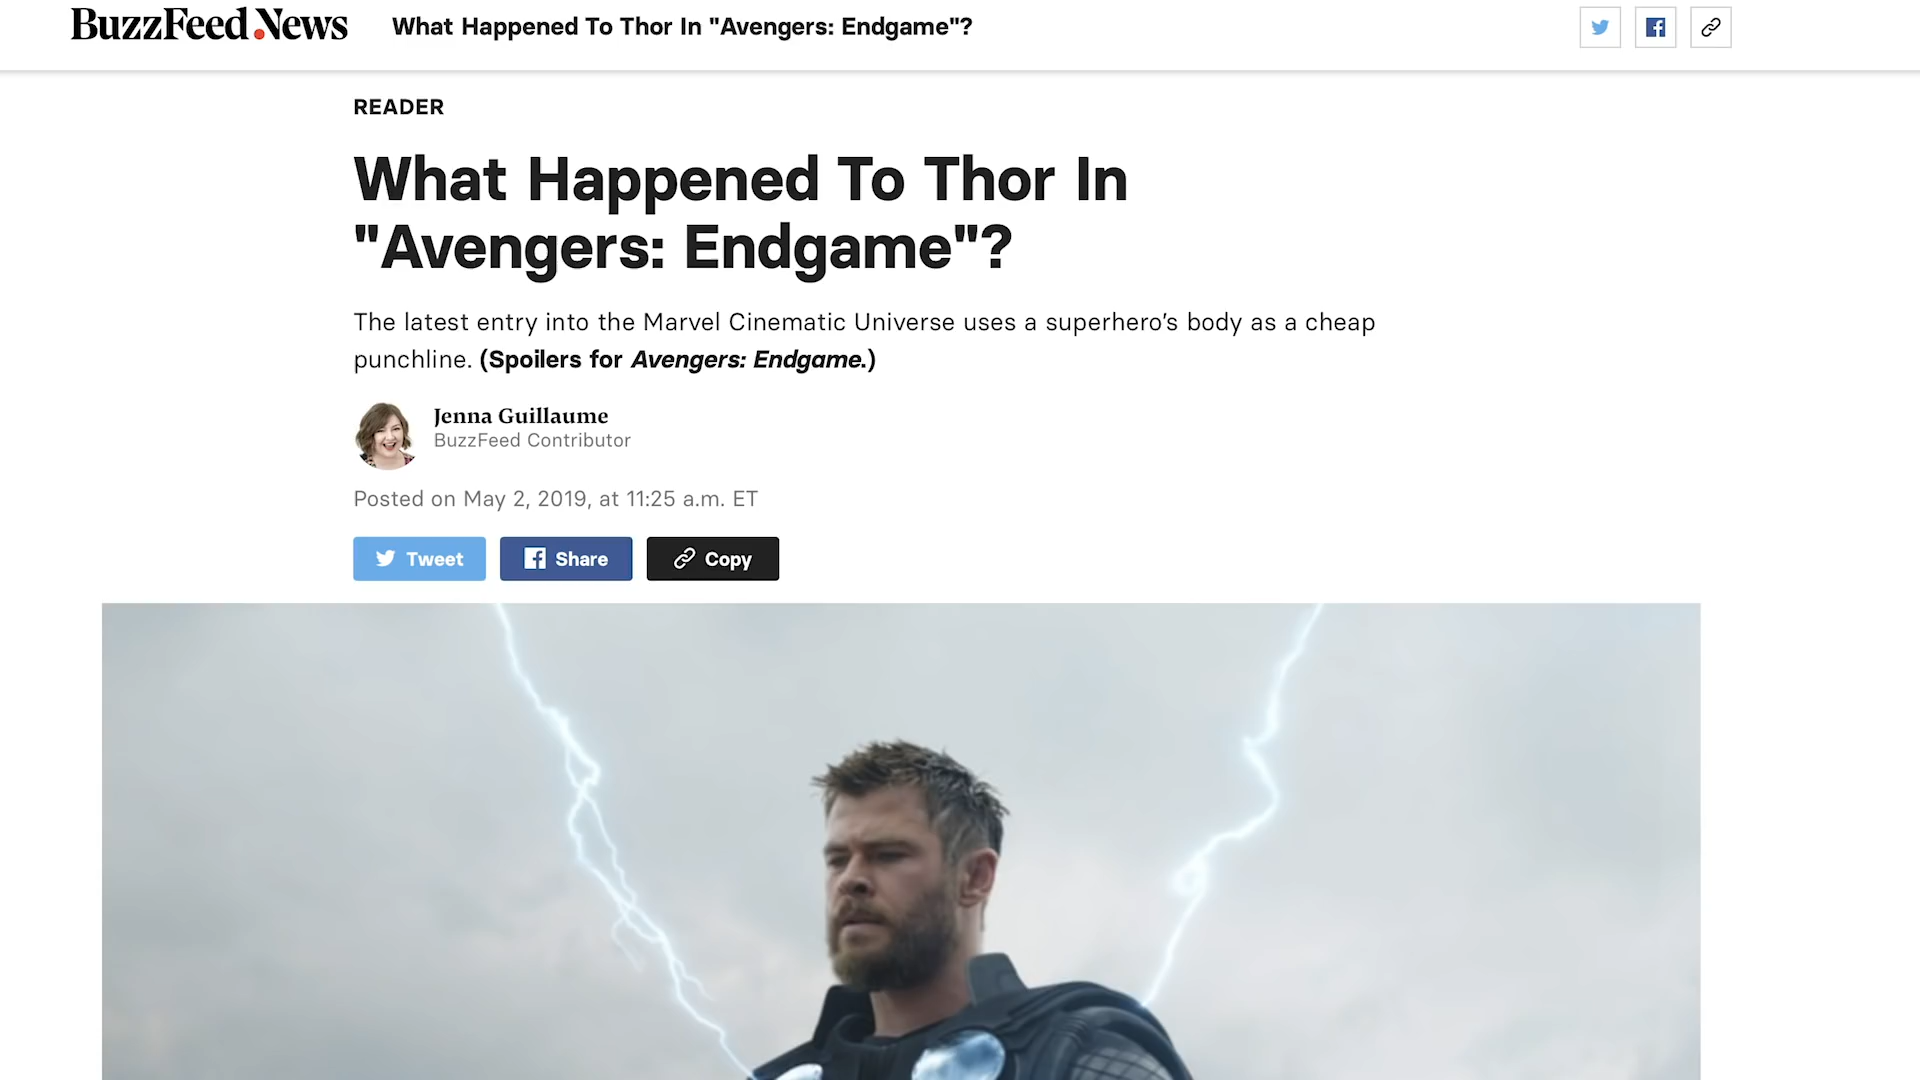 BuzzFeed News What Happened To Thor In "Avengers: Endgame"?
READER
What Happened To Thor In
"Avengers: Endgame"?
The latest entry into the Marvel Cinematic Universe uses a superhero’s body as a cheap
punchline. (Spoilers for Avengers: Endgame.)
Jenna Guillaume
BuzzFeed Contributor
Posted on May 2, 2019, at 11:25 a.m. ET
Tweet Share Copy